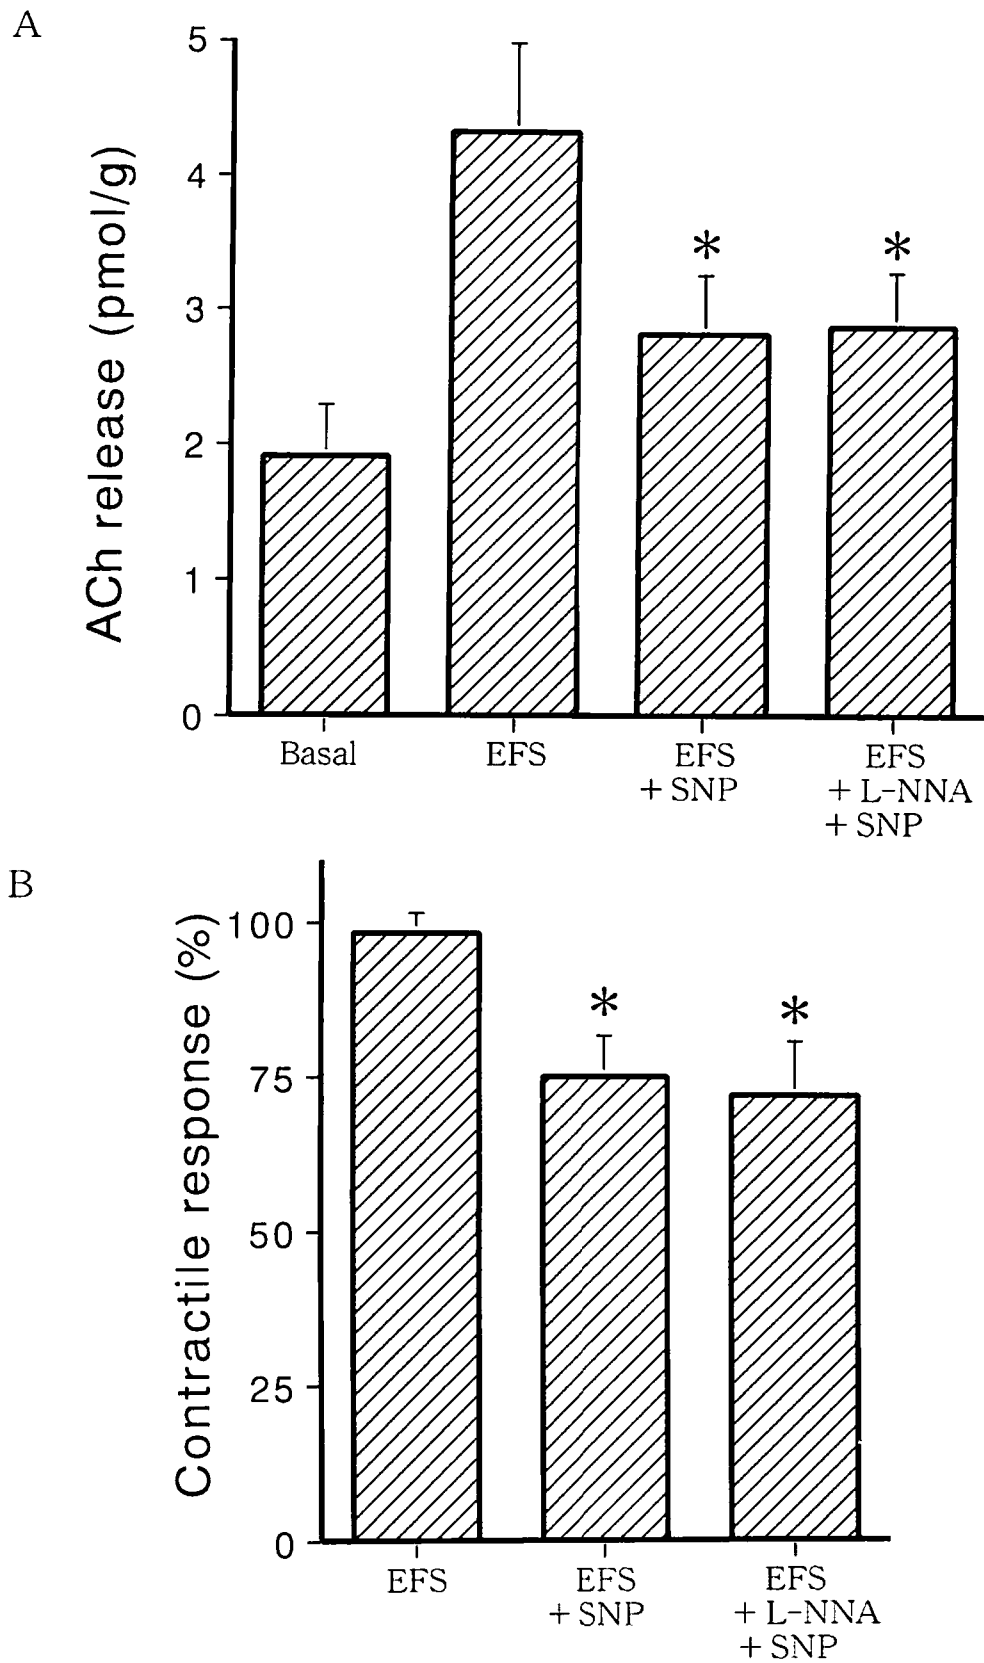 A
ACh release (pmol/g)
5
4
3
2
1
0
*
*
Basal
EFS
EFS
+ SNP
EFS
+ L-NNA
+ SNP
B
Contractile response (%)
100
75
50
25
0
*
*
EFS
EFS
+ SNP
EFS
+ L-NNA
+ SNP